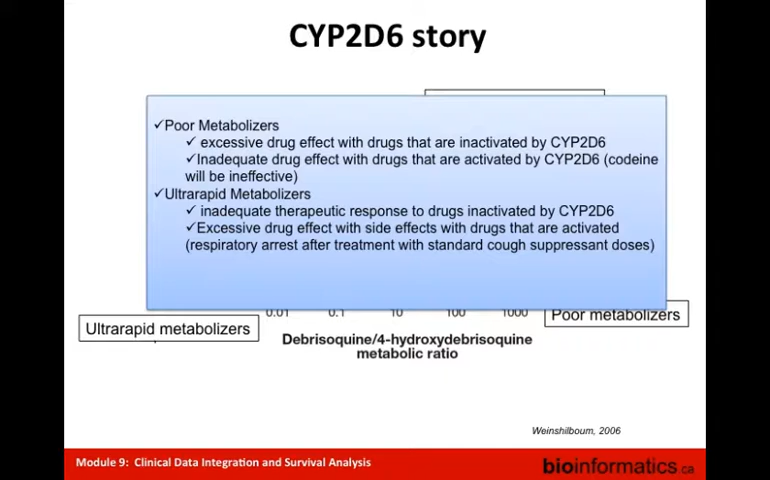 CYP2D6 story
✓Poor Metabolizers
✓ excessive drug effect with drugs that are inactivated by CYP2D6
✓Inadequate drug effect with drugs that are activated by CYP2D6 (codeine
will be ineffective)
✓Ultrarapid Metabolizers
✓ inadequate therapeutic response to drugs inactivated by CYP2D6
✓Excessive drug effect with side effects with drugs that are activated
(respiratory arrest after treatment with standard cough suppressant doses)
0.01 0.1 10 100 1000
Poor metabolizers
Ultrarapid metabolizers
Debrisoquine/4-hydroxydebrisoquine
metabolic ratio
Weinshilboum, 2006
Module 9: Clinical Data Integration and Survival Analysis
bioinformatics.ca